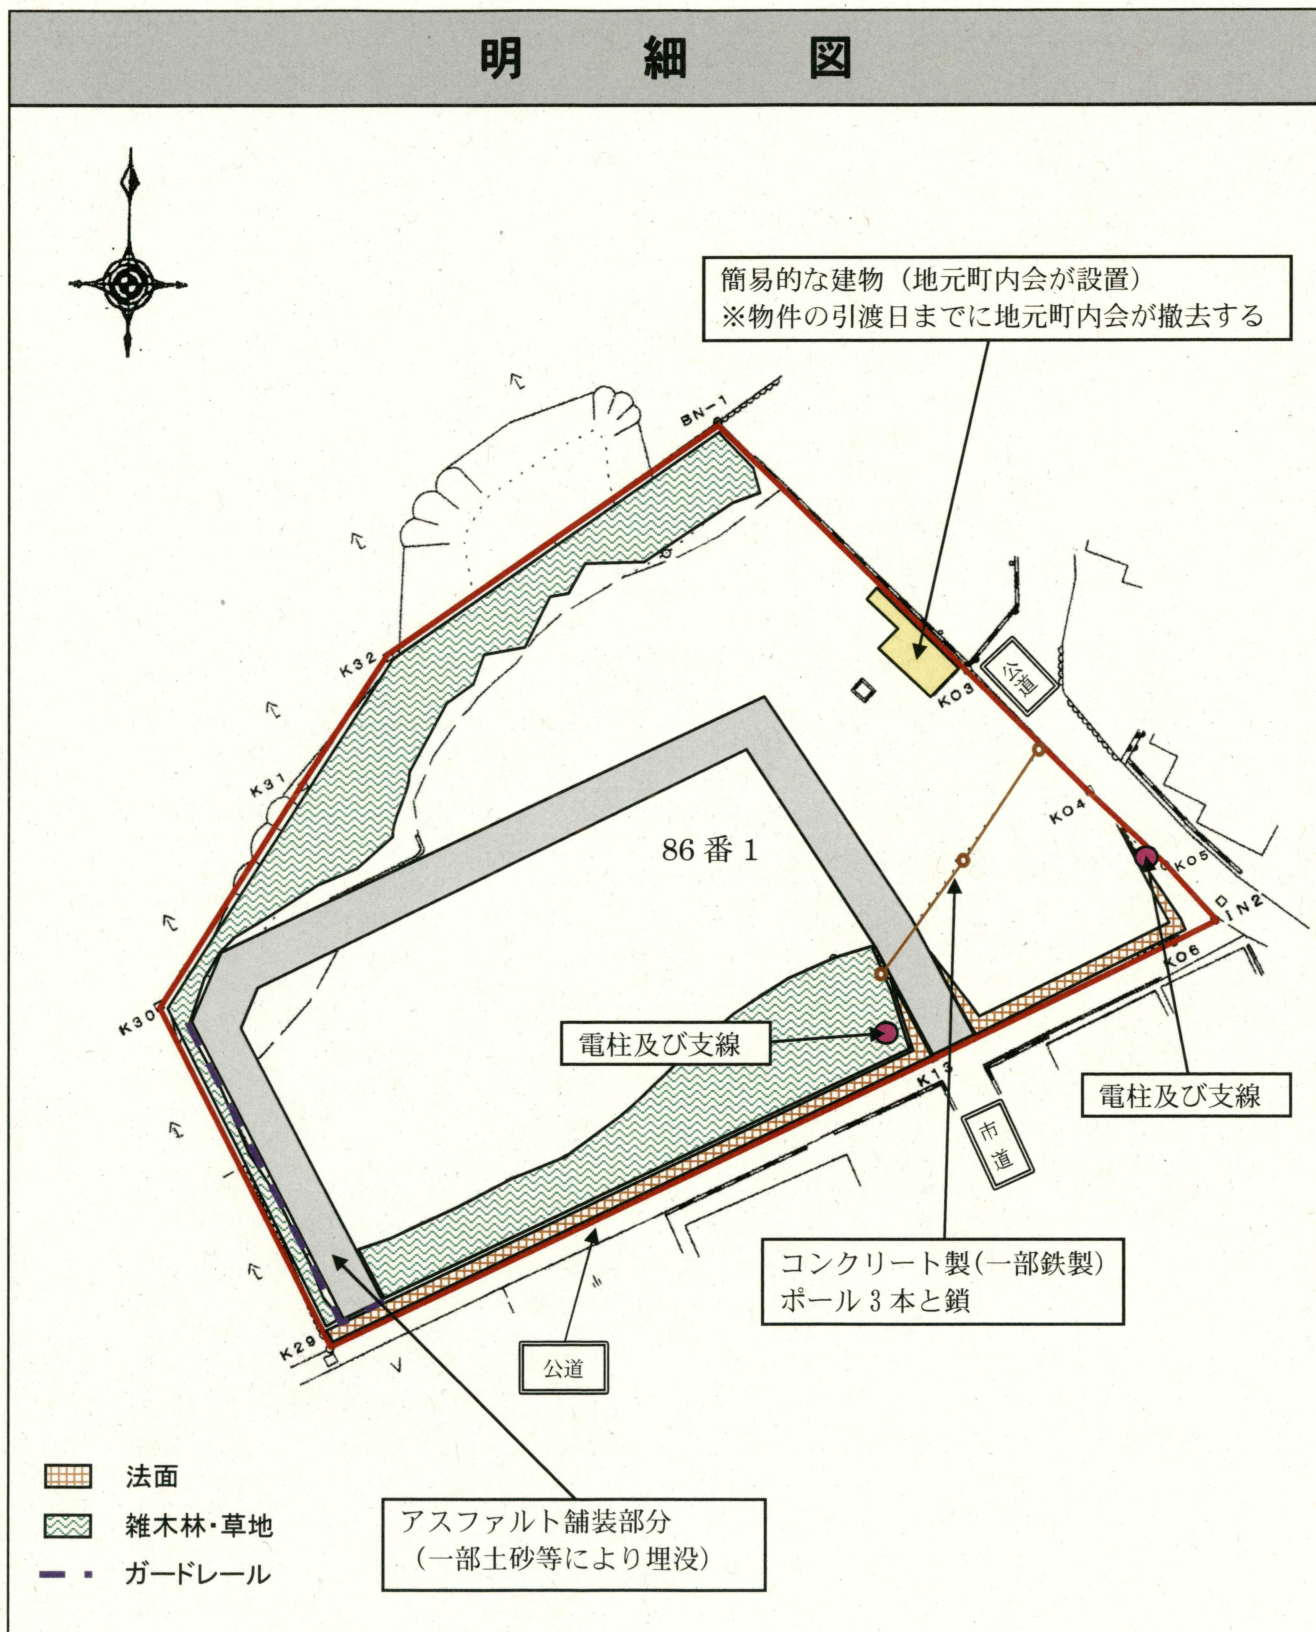 明細図
簡易的な建物（地元町内会が設置）
※物件の引渡日までに地元町内会が撤去する
BN-1
K32
公道
K03
K31
K04
86番1
K05
iN2
K06
K30
電柱及び支線
K13
電柱及び支線
市道
コンクリート製(一部鉄製)
ポール3本と鎖
K29
公道
法面
雑木林・草地
ガードレール
アスファルト舗装部分
（一部土砂等により埋没）